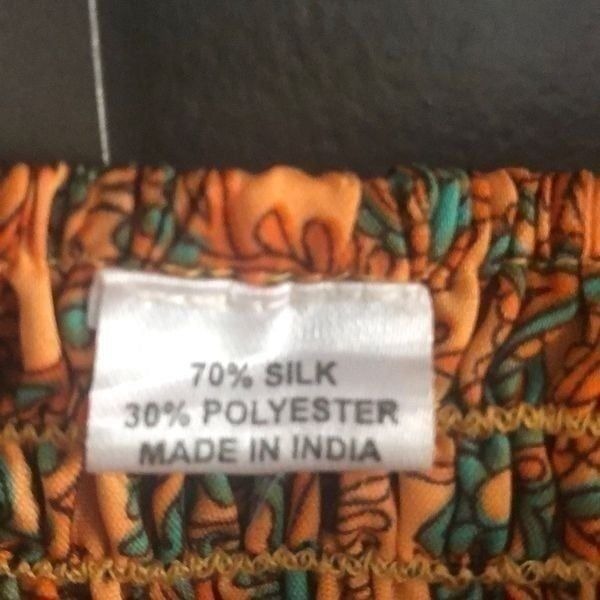 70% SILK
30% POLYESTER
MADE IN INDIA